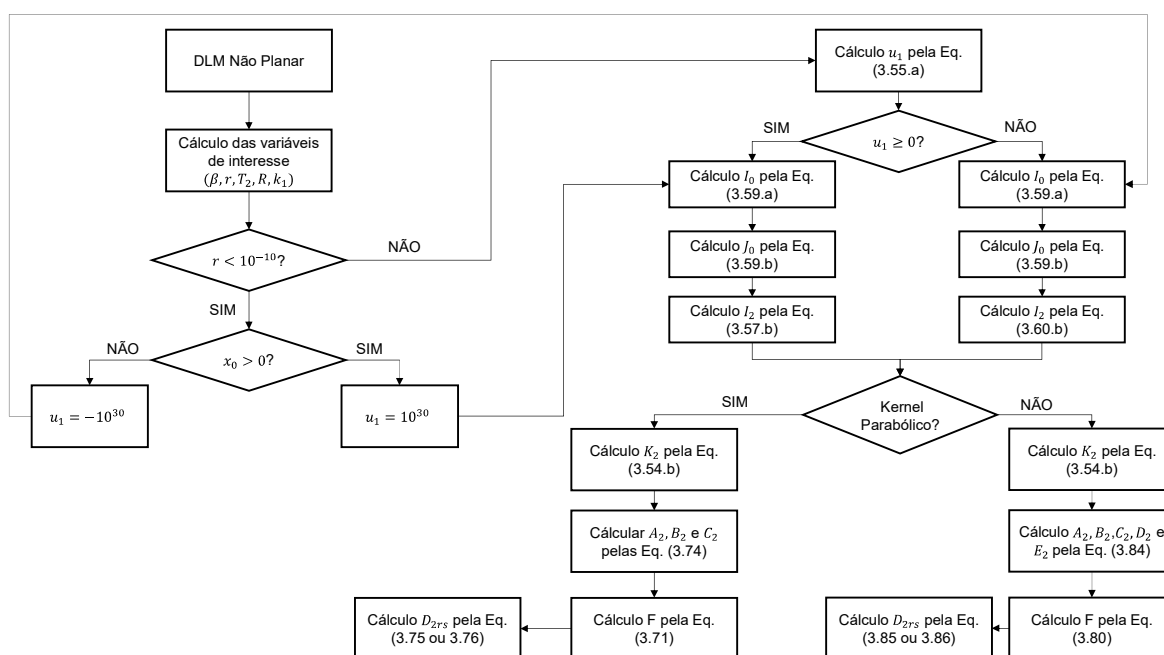 DLM Não Planar
Cálculo das variáveis
de interesse
(β, r, T₂, R, k₁)
r < 10⁻¹⁰?
NÃO
SIM
x₀ > 0?
NÃO
SIM
u₁ = −10³⁰
u₁ = 10³⁰
Cálculo u₁ pela Eq.
(3.55.a)
u₁ ≥ 0?
SIM
NÃO
Cálculo I₀ pela Eq.
(3.59.a)
Cálculo J₀ pela Eq.
(3.59.b)
Cálculo I₂ pela Eq.
(3.57.b)
Cálculo I₀ pela Eq.
(3.59.a)
Cálculo J₀ pela Eq.
(3.59.b)
Cálculo I₂ pela Eq.
(3.60.b)
Kernel
Parabólico?
SIM
NÃO
Cálculo K₂ pela Eq.
(3.54.b)
Cálcular A₂, B₂ e C₂
pelas Eq. (3.74)
Cálculo F pela Eq.
(3.71)
Cálculo D₂ᵣₛ pela Eq.
(3.75 ou 3.76)
Cálculo K₂ pela Eq.
(3.54.b)
Cálculo A₂, B₂,C₂, D₂ e
E₂ pela Eq. (3.84)
Cálculo F pela Eq.
(3.80)
Cálculo D₂ᵣₛ pela Eq.
(3.85 ou 3.86)